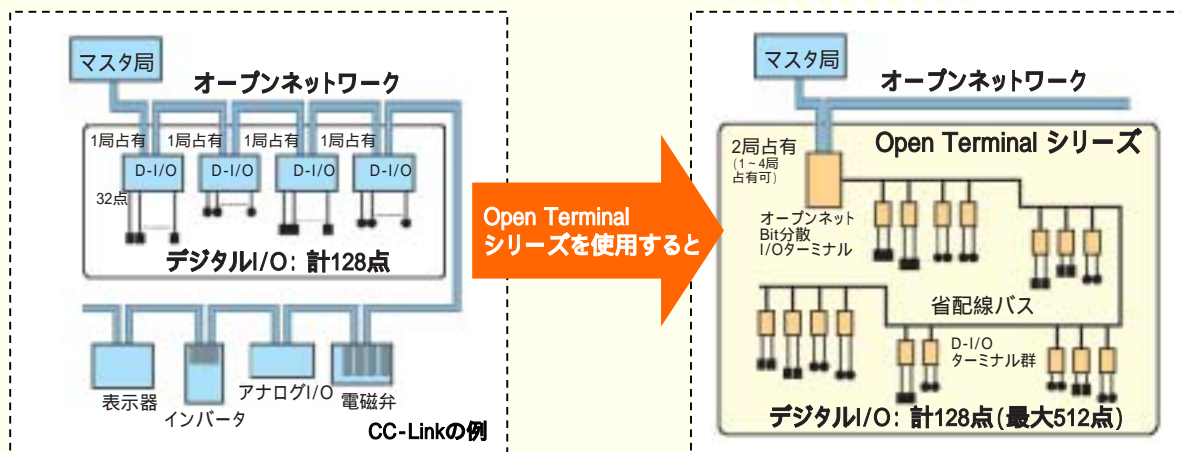 マスタ局
オープンネットワーク
1局占有 1局占有 1局占有 1局占有
D-I/O D-I/O D-I/O D-I/O
32点
デジタルI/O: 計128点
表示器
インバータ
アナログI/O
電磁弁
CC-Linkの例
Open Terminal
シリーズを使用すると
マスタ局
オープンネットワーク
Open Terminal シリーズ
2局占有
(1~4局
占有可)
オープンネット
Bit分散
I/Oターミナル
省配線バス
D-I/O
ターミナル群
デジタルI/O: 計128点(最大512点)